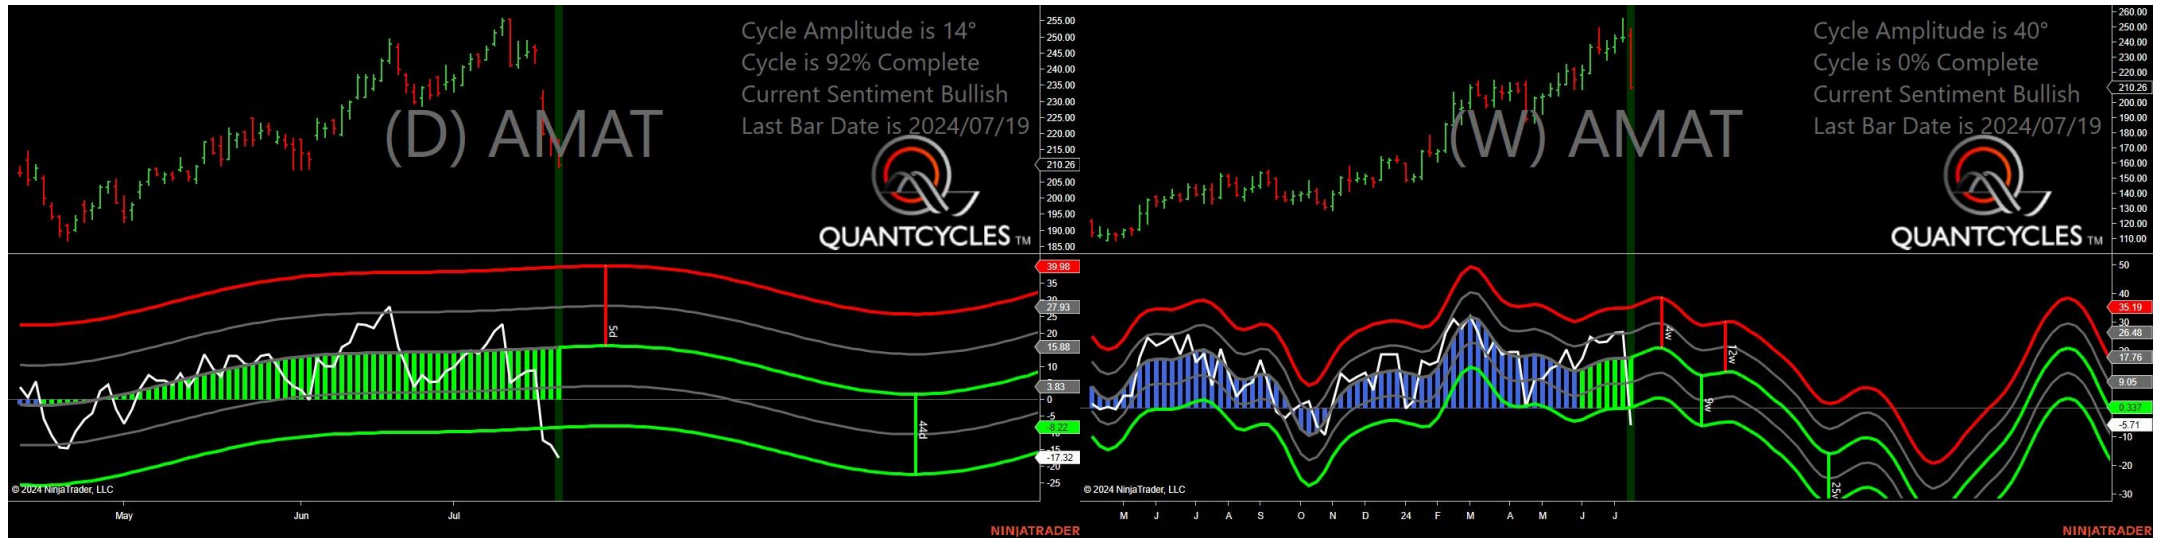 Cycle Amplitude is 14°
Cycle is 92% Complete
Current Sentiment Bullish
Last Bar Date is 2024/07/19
(D) AMAT
QUANTCYCLES TM
255.00
250.00
245.00
240.00
235.00
230.00
225.00
220.00
215.00
210.26
205.00
200.00
195.00
190.00
185.00
39.98
35
30
27.93
25
20
15.88
10
3.83
0
-5
-8.22
-17.32
-20
-25
5d
44d
© 2024 NinjaTrader, LLC
May
Jun
Jul
NINJATRADER
Cycle Amplitude is 40°
Cycle is 0% Complete
Current Sentiment Bullish
Last Bar Date is 2024/07/19
(W) AMAT
QUANTCYCLES TM
260.00
250.00
240.00
230.00
220.00
210.26
200.00
190.00
180.00
170.00
160.00
150.00
140.00
130.00
120.00
110.00
50
40
35.19
30
26.48
17.76
9.05
0.337
-5.71
-10
-20
-30
4w
12w
9w
25w
© 2024 NinjaTrader, LLC
M
J
J
A
S
O
N
D
24
F
M
A
M
J
J
NINJATRADER